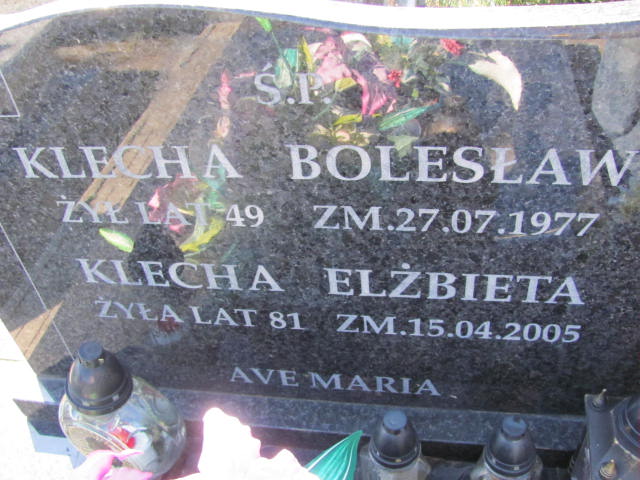 Ś.P.
KLECHA BOLESŁAW
ŻYŁ LAT 49 ZM.27.07.1977
KLECHA ELŻBIETA
ŻYŁA LAT 81 ZM.15.04.2005
AVE MARIA